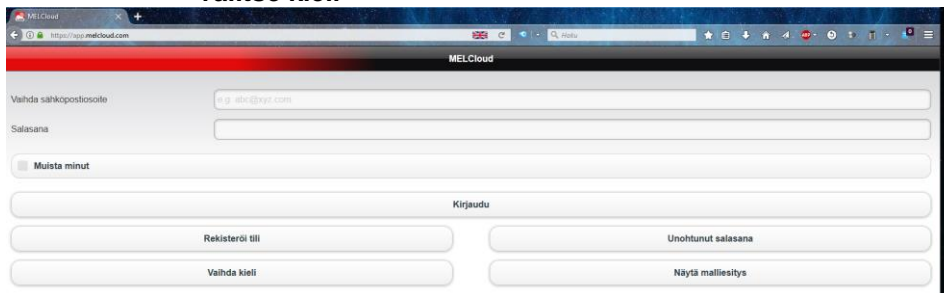 MELCloud
https://app.melcloud.com
MELCloud
Vaihda sähköpostiosoite e.g. abc@xyz.com
Salasana
Muista minut
Kirjaudu
Rekisteröi tili Unohtunut salasana
Vaihda kieli Näytä malliesitys